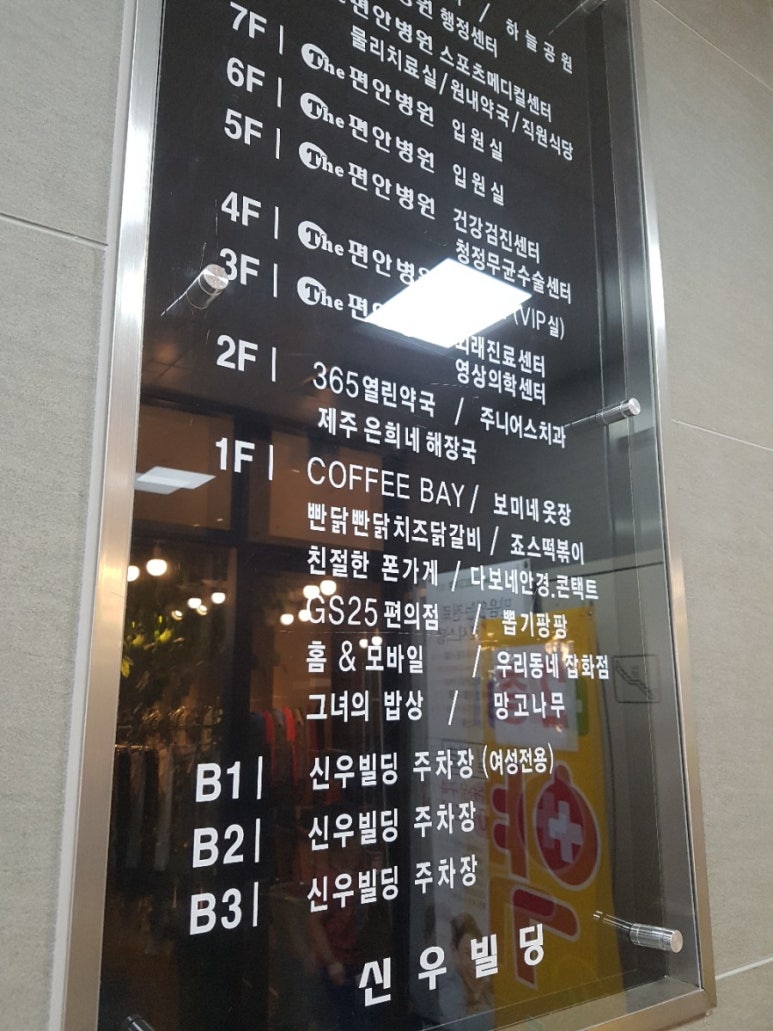 / 하늘공원
병원 행정센터
7F | 편안병원 스포츠메디컬센터
물리치료실/원내약국/직원식당
6F | The 편안병원 입원실
5F | The 편안병원 입원실
The 편안병원 건강검진센터
청정무균수술센터
4F | The 편안병 (VIP실)
3F | The 편 외래진료센터
영상의학센터
2F | 365열린약국 / 주니어스치과
제주 은희네 해장국
1F | COFFEE BAY / 보미네옷장
빤닭빤닭치즈닭갈비 / 죠스떡볶이
친절한 폰가게 / 다보네안경.콘택트
GS25 편의점 / 뽑기팡팡
홈 & 모바일 / 우리동네잡화점
그녀의 밥상 / 망고나무
B1 | 신우빌딩 주차장 (여성전용)
B2 | 신우빌딩 주차장
B3 | 신우빌딩 주차장
신우빌딩